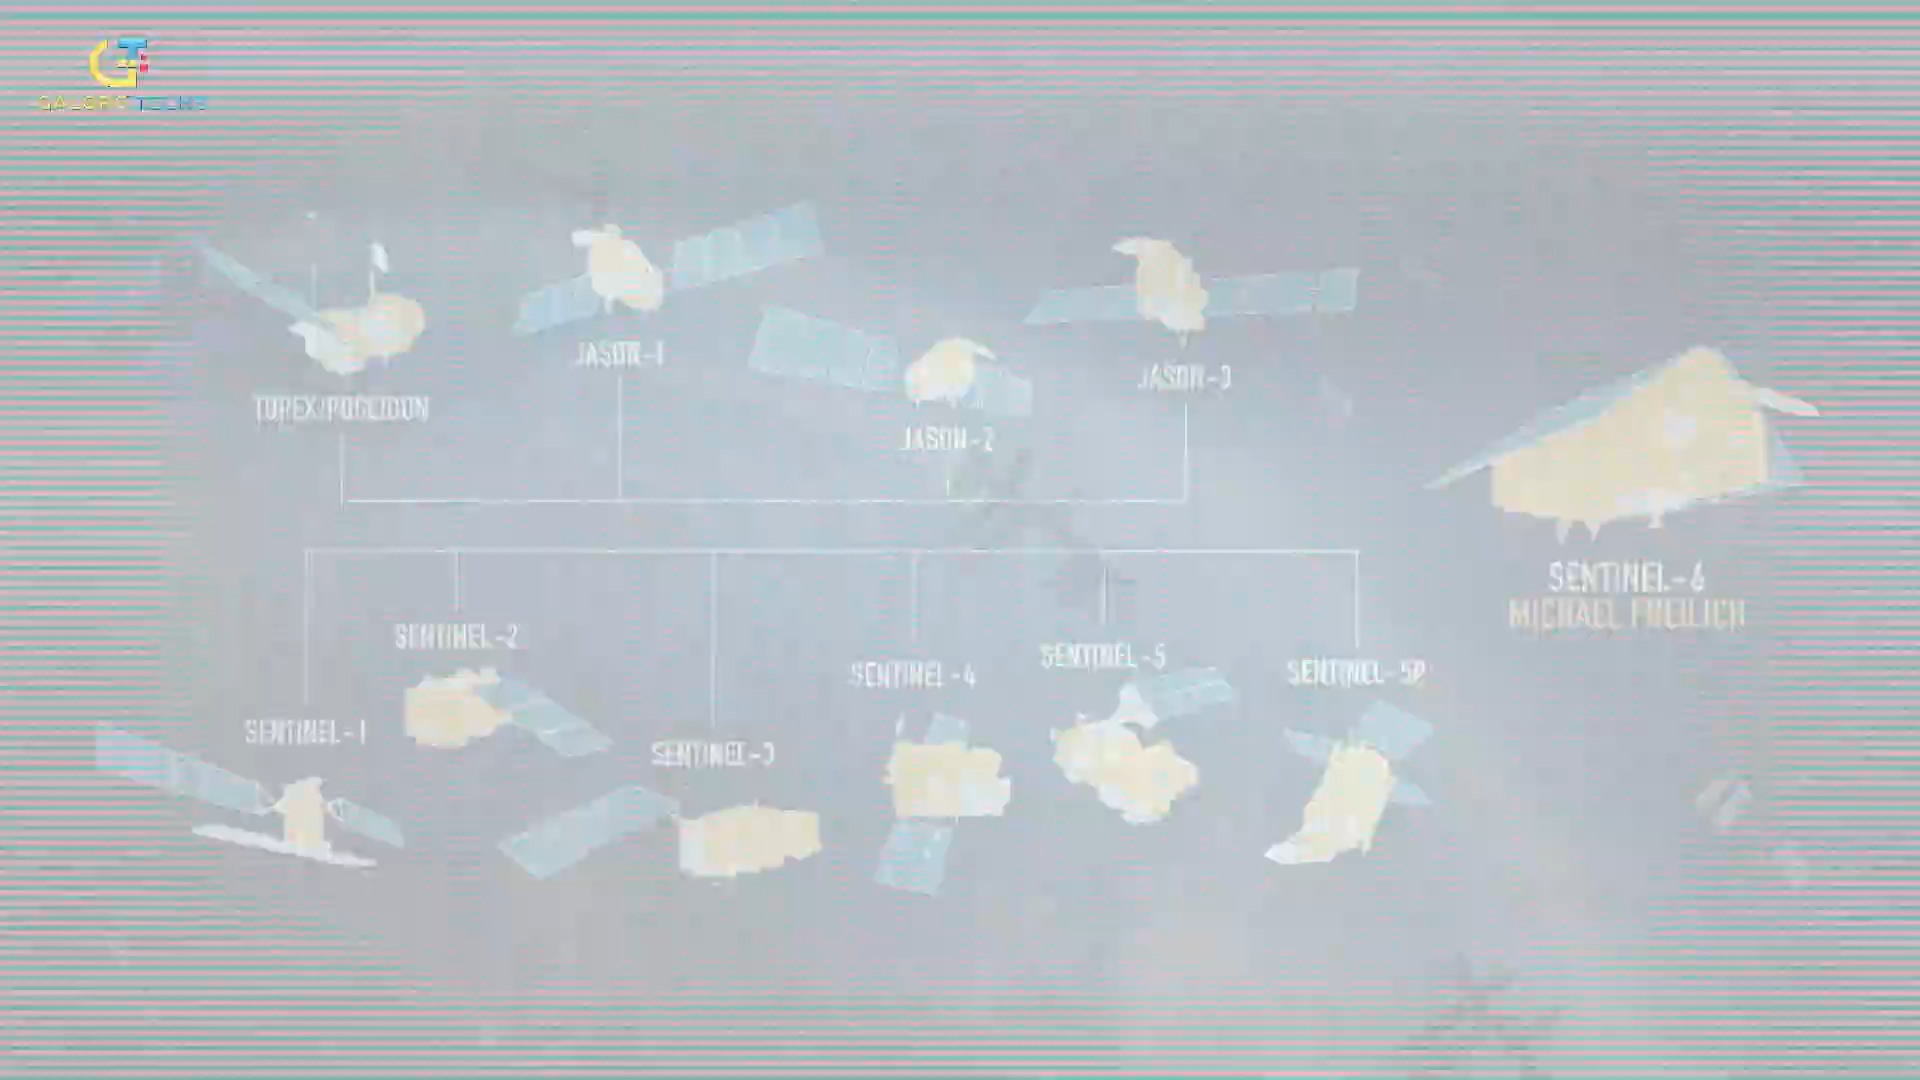 TOPEX/POSEIDON
JASON-1
JASON-2
JASON-3
SENTINEL-6
MICHAEL FREILICH
SENTINEL-1
SENTINEL-2
SENTINEL-3
SENTINEL-4
SENTINEL-5
SENTINEL-5P